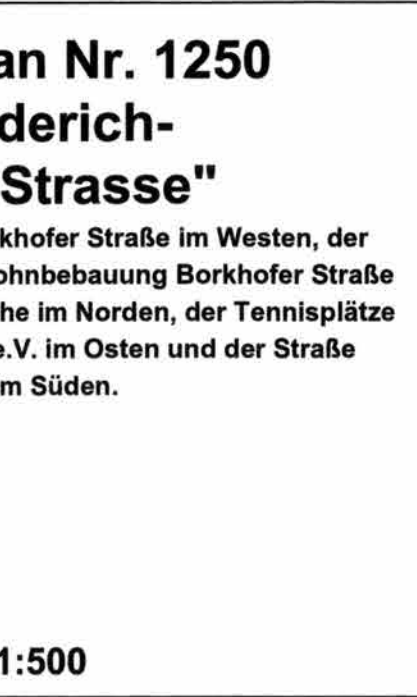 an Nr. 1250
derich-
Strasse"
khofer Straße im Westen, der
ohnbebauung Borkhofer Straße
he im Norden, der Tennisplätze
e.V. im Osten und der Straße
m Süden.
1:500